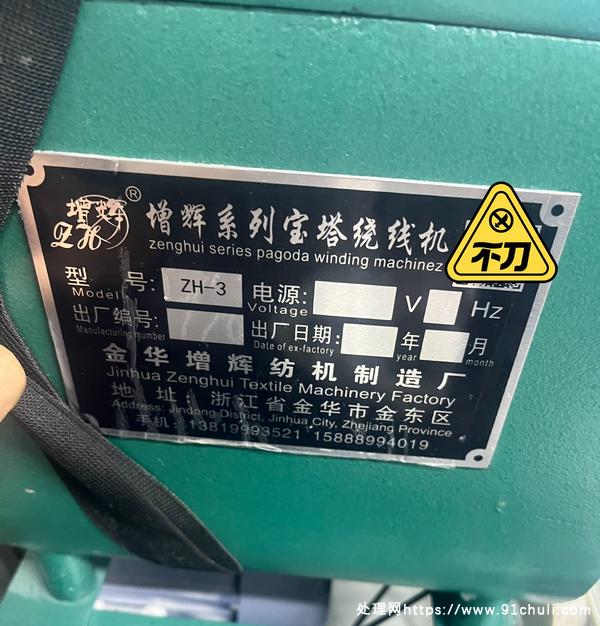 增辉 ®
ZH
增辉系列宝塔绕线机
zenghui series pagoda winding machinez
不刀
型 号: ZH-3 电源: V Hz
Model Voltage
出厂编号: 出厂日期: 年 月
Manufacturing number Date of ex-factory year month
金华增辉纺机制造厂
Jinhua Zenghui Textile Machinery Factory
地 址: 浙江省金华市金东区
Address: Jindong District, Jinhua City, Zhejiang Province
手机: 13819993521 15888994019
处理网https://www.91chuli.com/